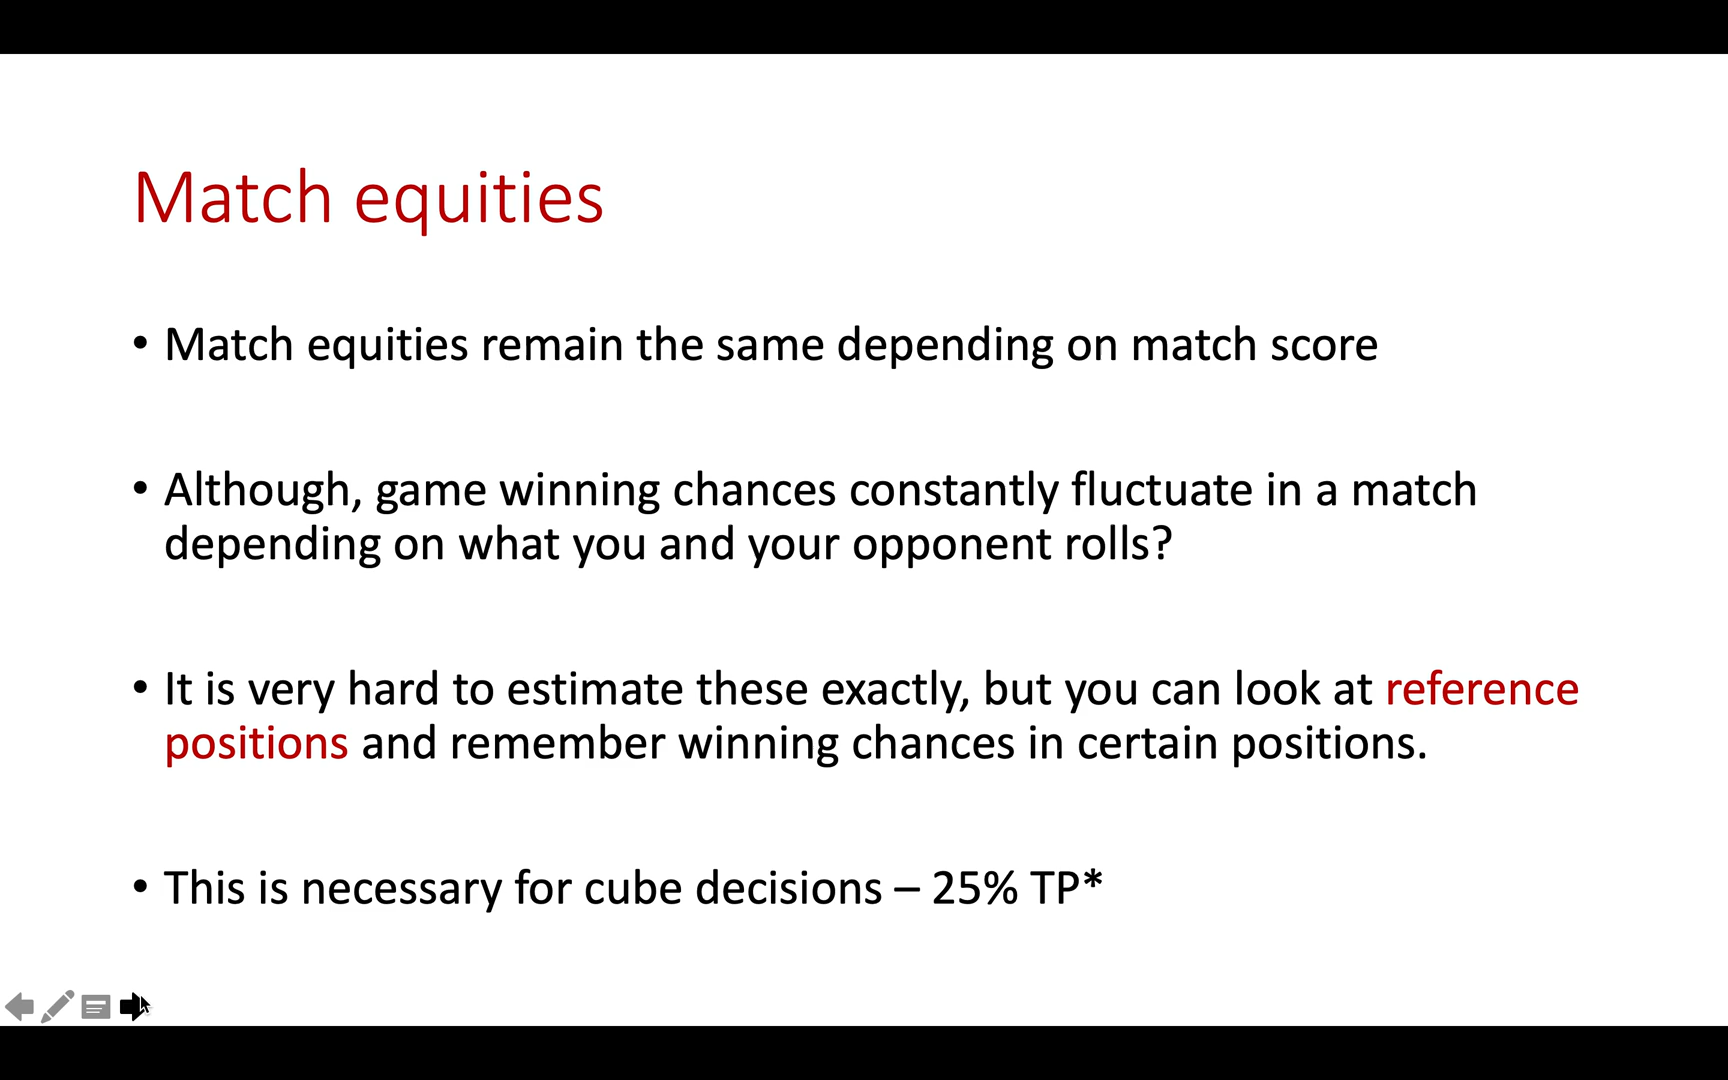 Match equities
• Match equities remain the same depending on match score
• Although, game winning chances constantly fluctuate in a match
depending on what you and your opponent rolls?
• It is very hard to estimate these exactly, but you can look at reference
positions and remember winning chances in certain positions.
• This is necessary for cube decisions – 25% TP*